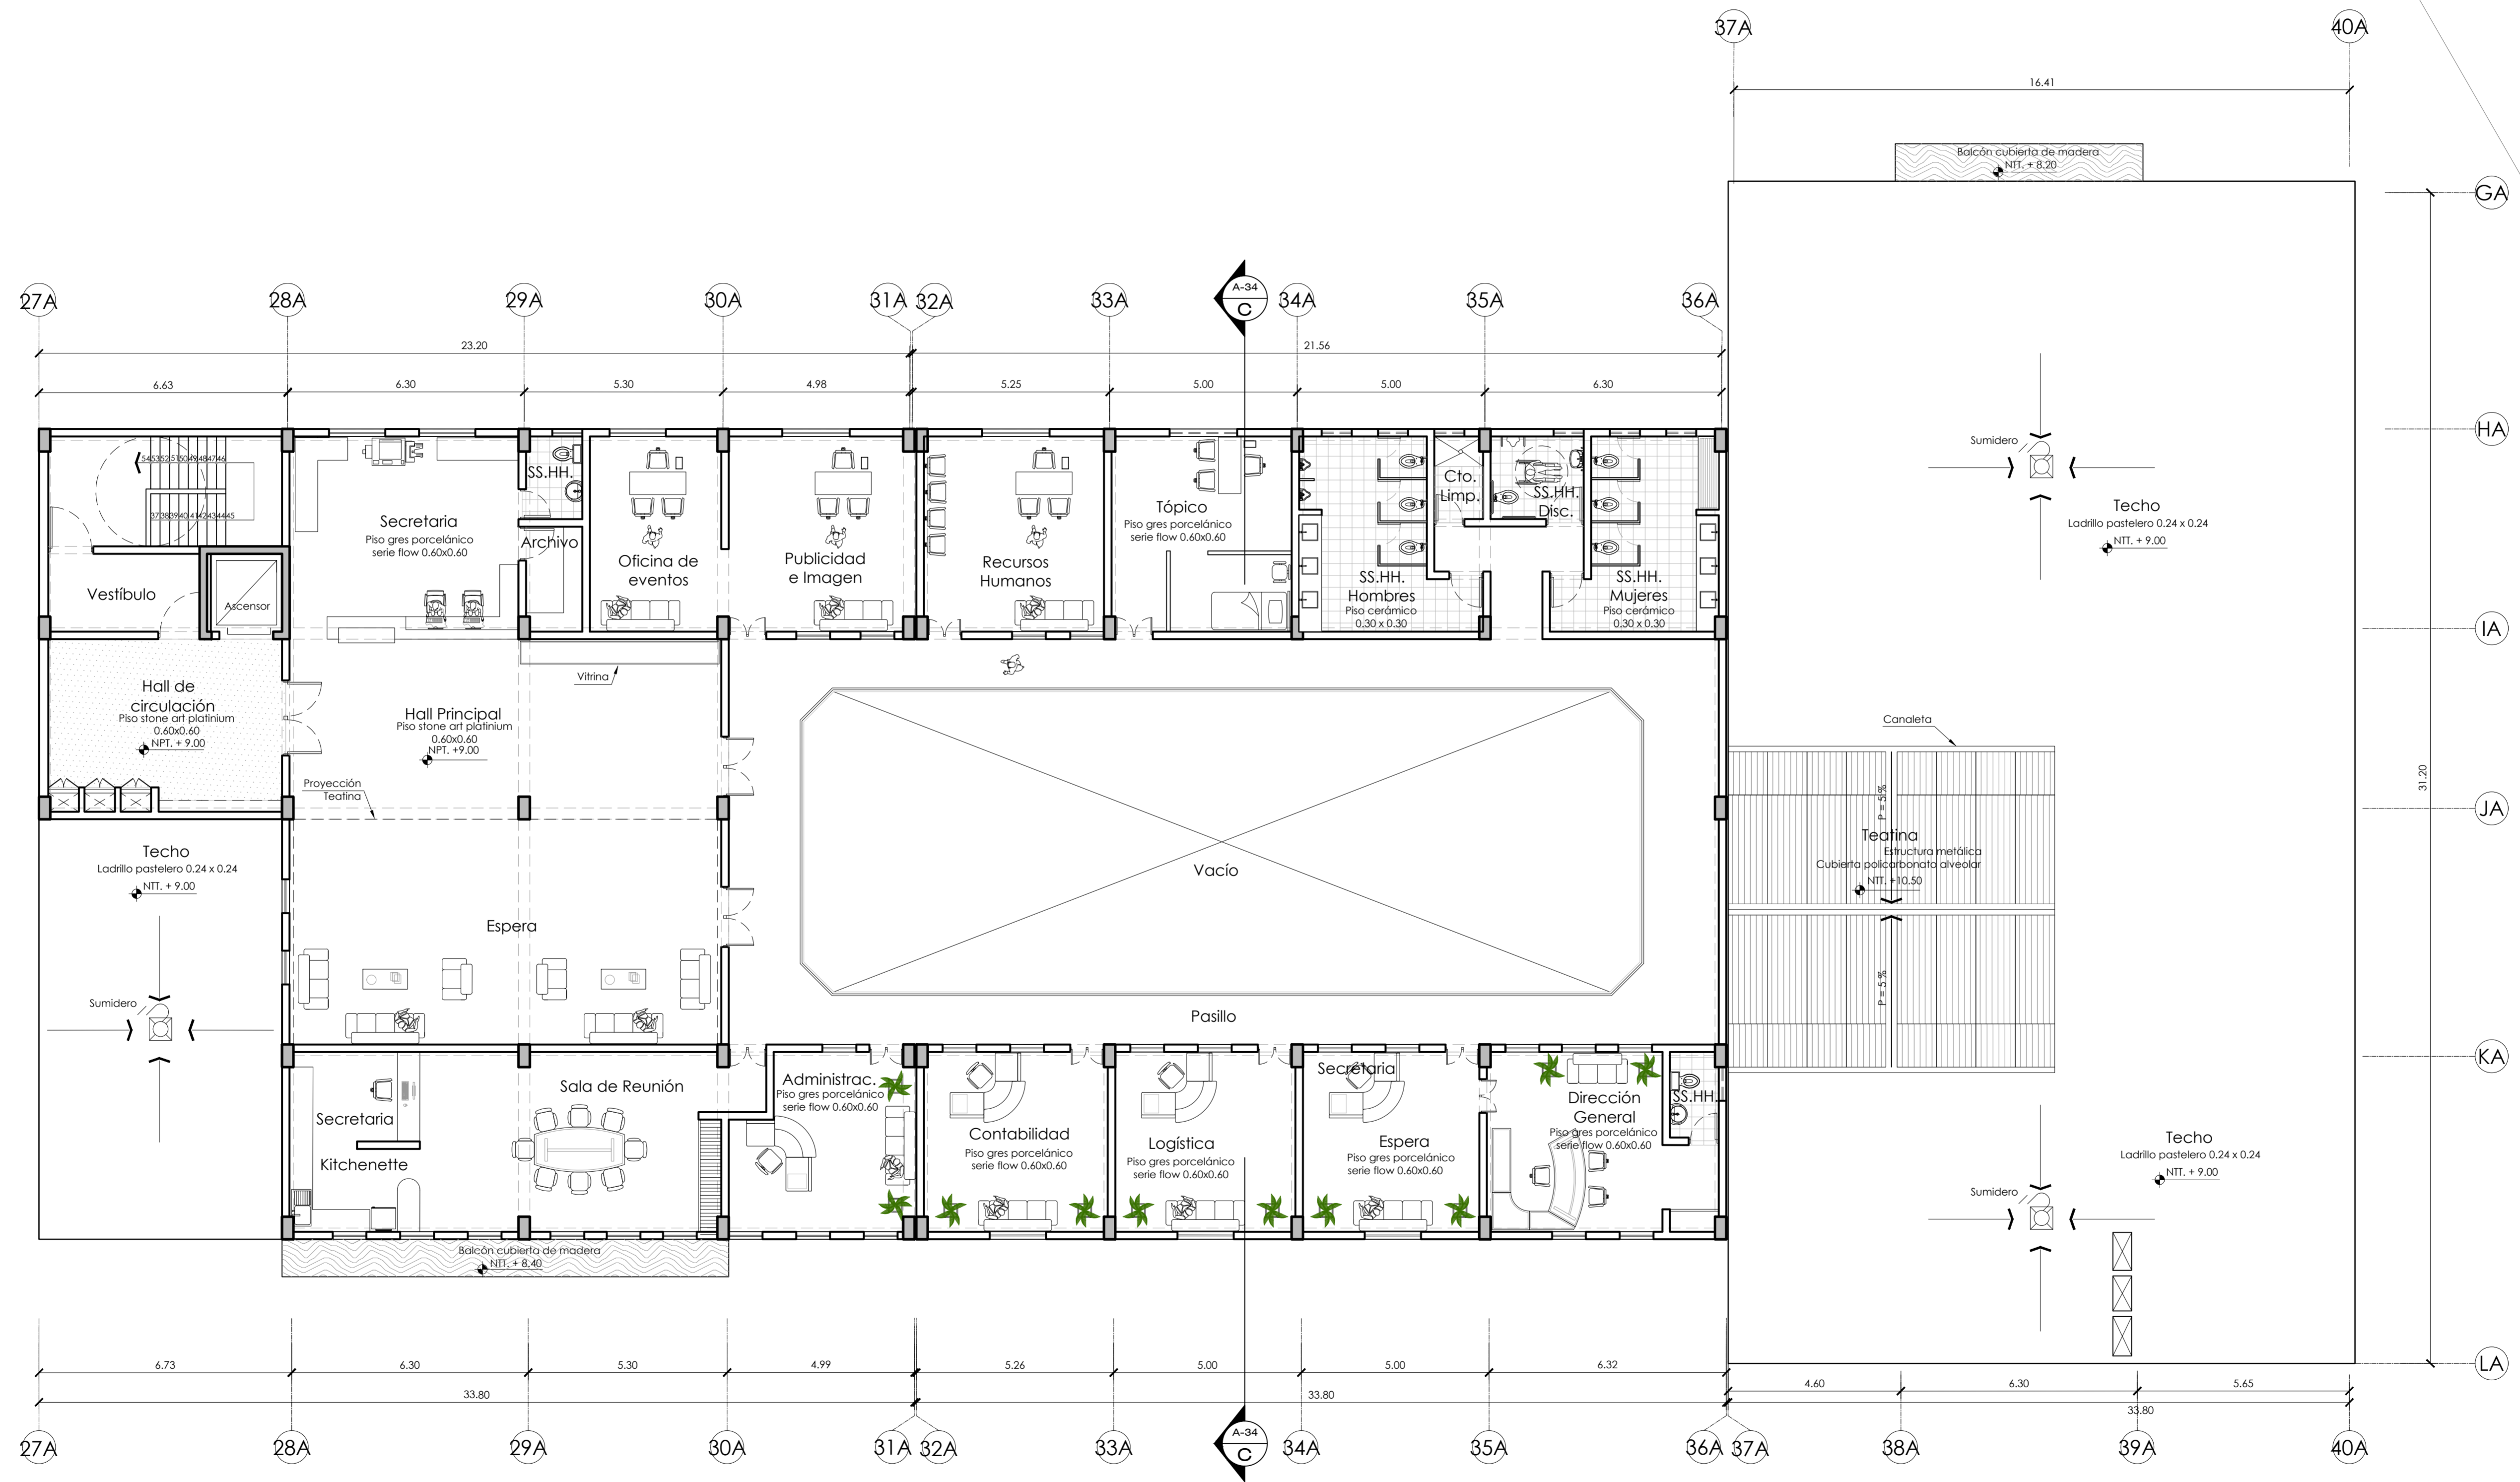 37A
40A
16.41
Balcón cubierta de madera
NTT. + 8.20
GA
27A
28A
29A
30A
31A
32A
33A
A-34
C
34A
35A
36A
23.20
21.56
6.63
6.30
5.30
4.98
5.25
5.00
5.00
6.30
HA
Sumidero
Techo
Ladrillo pastelero 0.24 x 0.24
NTT. + 9.00
545352515049484746
373839404142434445
Vestíbulo
Ascensor
Secretaria
Piso gres porcelánico
serie flow 0.60x0.60
SS.HH.
Archivo
Oficina de
eventos
Publicidad
e Imagen
Recursos
Humanos
Tópico
Piso gres porcelánico
serie flow 0.60x0.60
SS.HH.
Hombres
Piso cerámico
0.30 x 0.30
Cto.
Limp.
SS.HH.
Disc.
SS.HH.
Mujeres
Piso cerámico
0.30 x 0.30
IA
Hall de
circulación
Piso stone art platinium
0.60x0.60
NPT. + 9.00
Hall Principal
Piso stone art platinium
0.60x0.60
NPT. +9.00
Vitrina
Proyección
Teatina
Canaleta
31.20
JA
P = 5 %
Teatina
Estructura metálica
Cubierta policarbonato alveolar
NTT. +10.50
P = 5 %
Techo
Ladrillo pastelero 0.24 x 0.24
NTT. + 9.00
Vacío
Espera
Sumidero
Pasillo
KA
Secretaria
Kitchenette
Sala de Reunión
Administrac.
Piso gres porcelánico
serie flow 0.60x0.60
Contabilidad
Piso gres porcelánico
serie flow 0.60x0.60
Logística
Piso gres porcelánico
serie flow 0.60x0.60
Secretaria
Espera
Piso gres porcelánico
serie flow 0.60x0.60
Dirección
General
Piso gres porcelánico
serie flow 0.60x0.60
SS.HH.
Techo
Ladrillo pastelero 0.24 x 0.24
NTT. + 9.00
Sumidero
Balcón cubierta de madera
NTT. + 8.40
LA
6.73
6.30
5.30
4.99
5.26
5.00
5.00
6.32
4.60
6.30
5.65
33.80
33.80
33.80
27A
28A
29A
30A
31A
32A
33A
A-34
C
34A
35A
36A
37A
38A
39A
40A